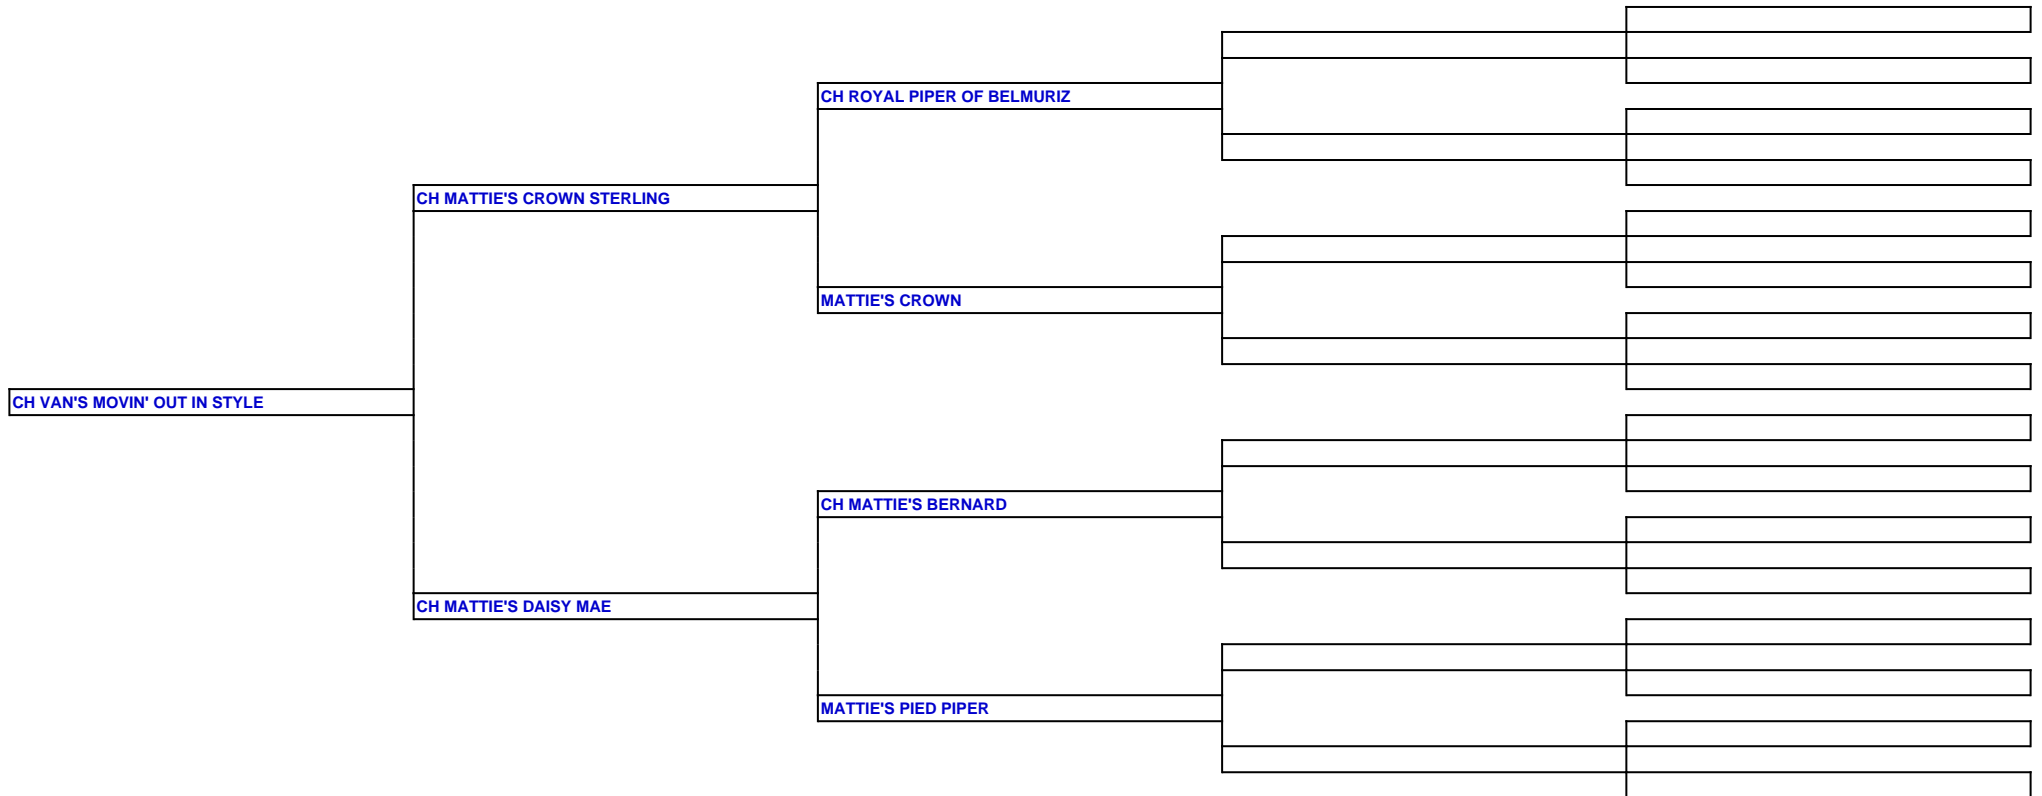 CH ROYAL PIPER OF BELMURIZ
CH MATTIE'S CROWN STERLING
MATTIE'S CROWN
CH VAN'S MOVIN' OUT IN STYLE
CH MATTIE'S BERNARD
CH MATTIE'S DAISY MAE
MATTIE'S PIED PIPER